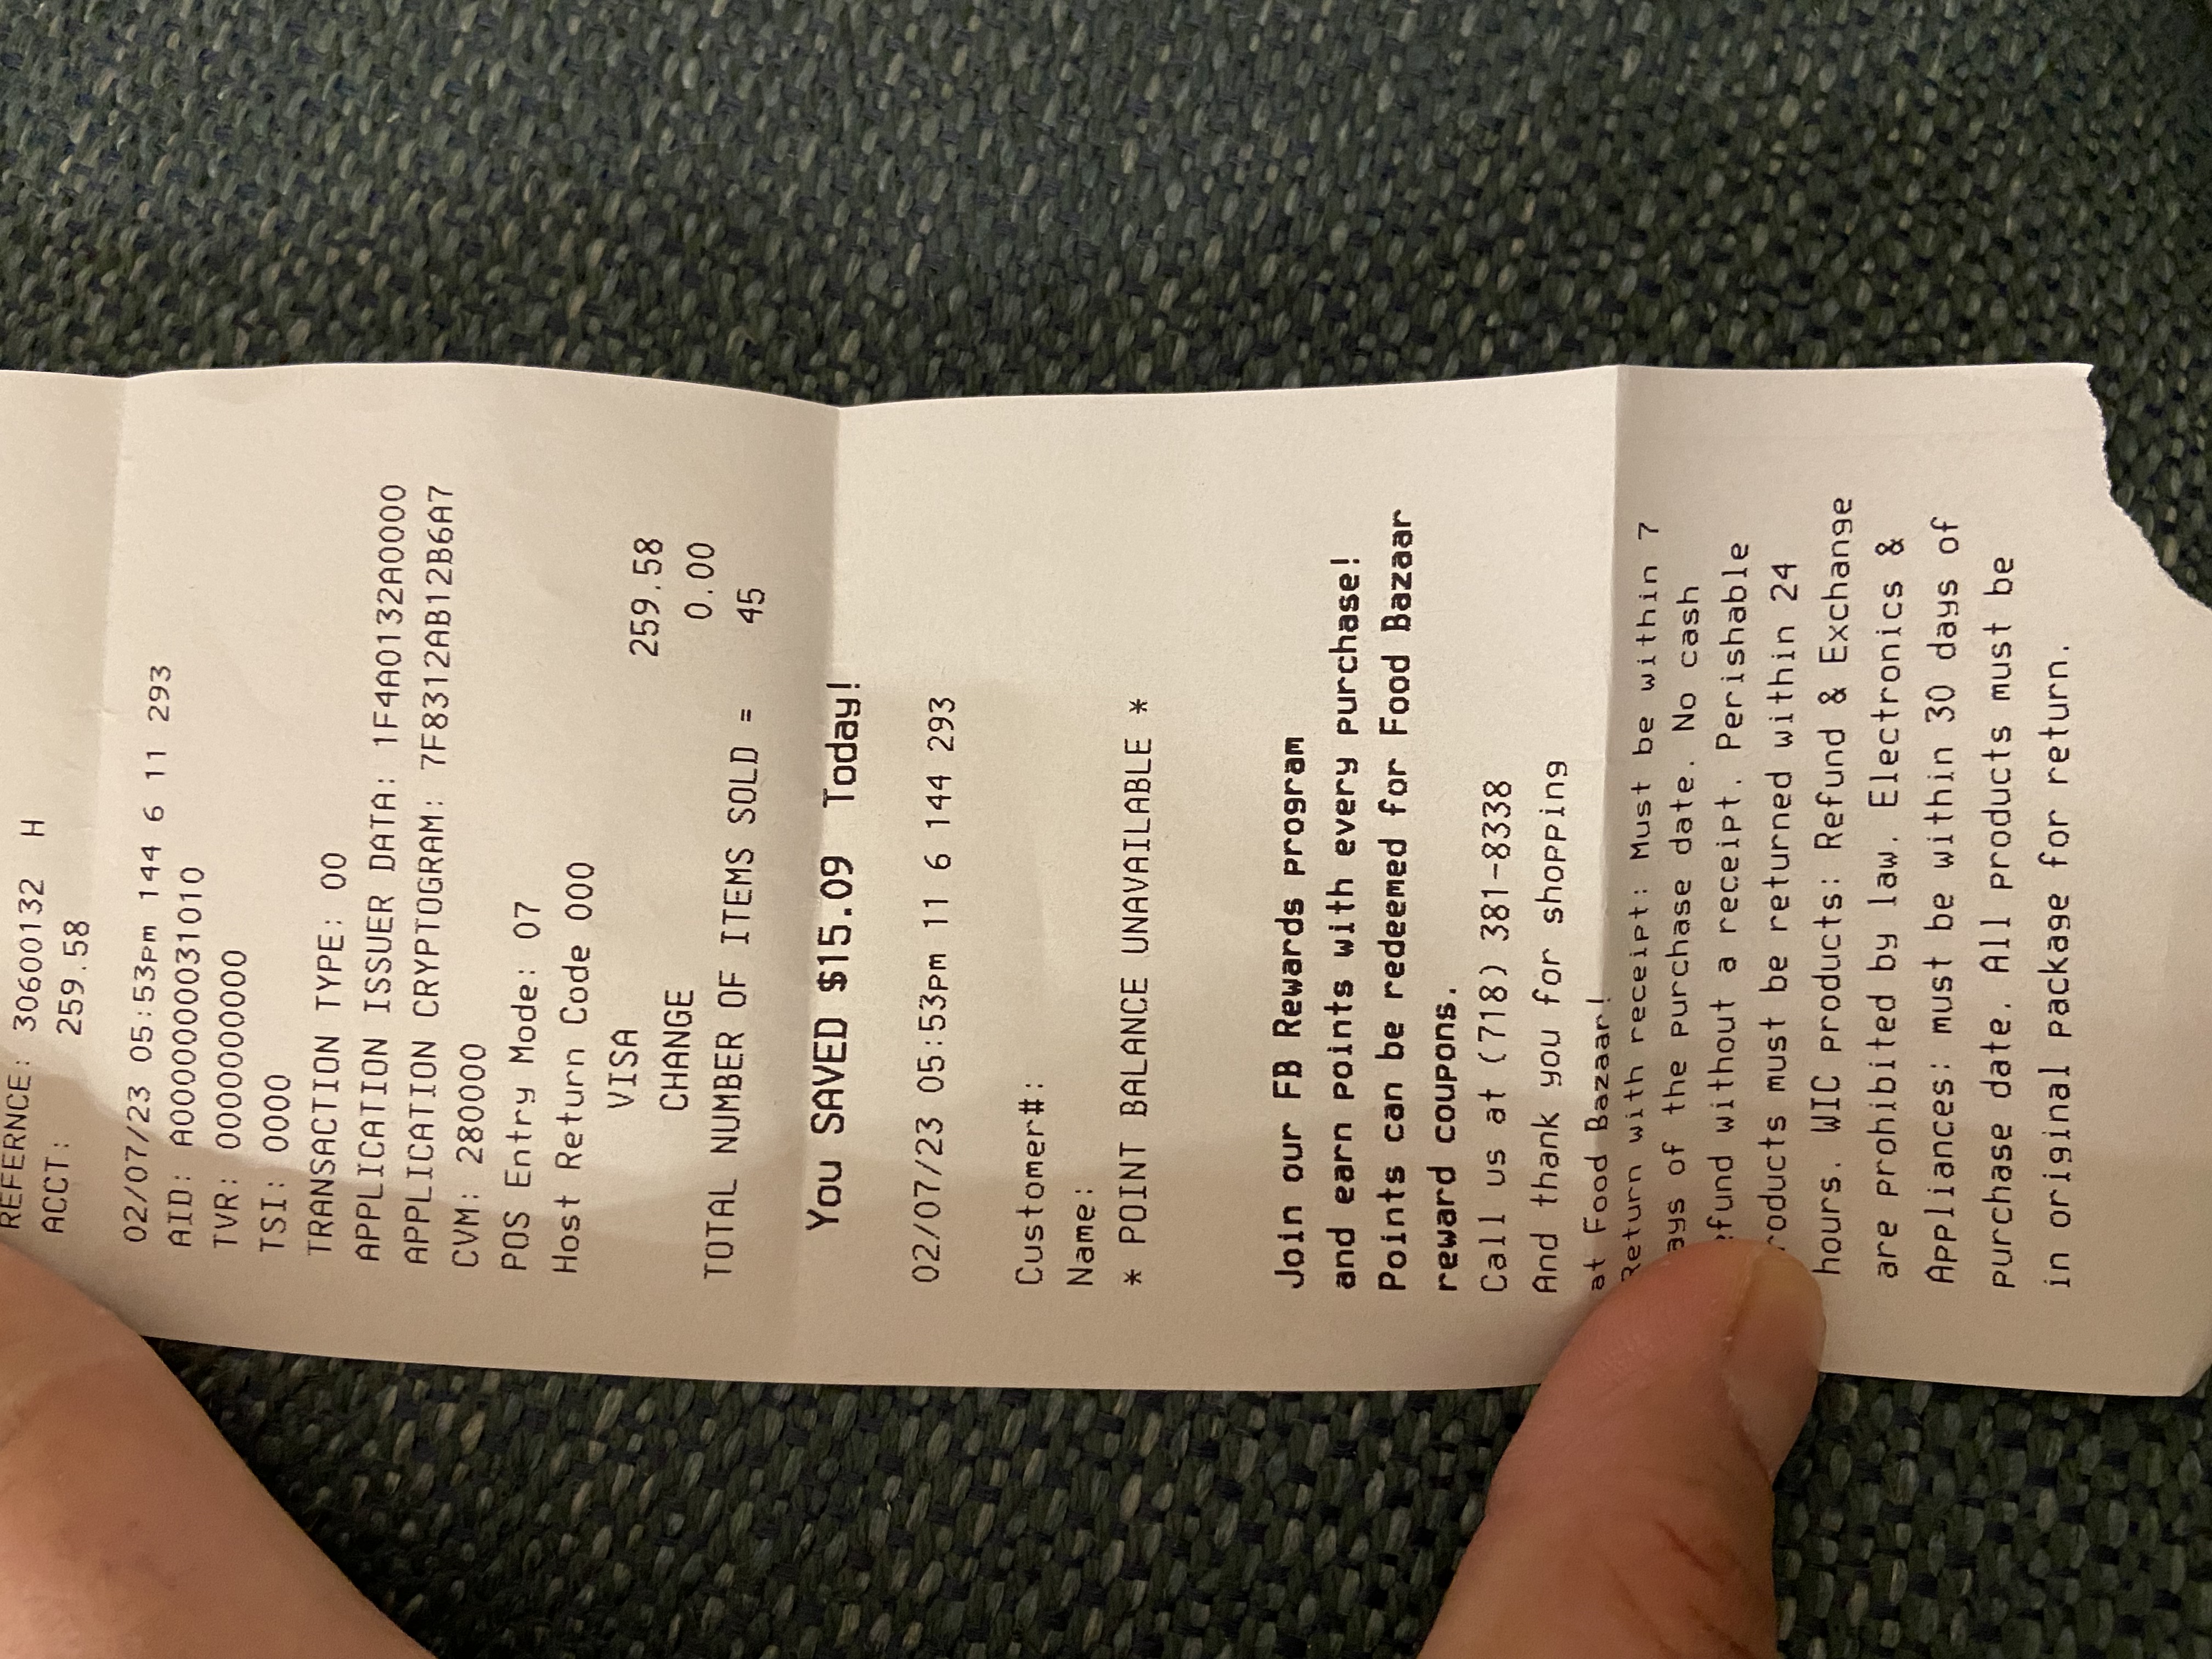 REFERNCE: 30600132 H
ACCT: 259.58
02/07/23 05:53pm 144 6 11 293
AID: A0000000031010
TVR: 0000000000
TSI: 0000
TRANSACTION TYPE: 00
APPLICATION ISSUER DATA: 1F4A0132A0000
APPLICATION CRYPTOGRAM: 7F8312AB12B6A7
CVM: 280000
POS Entry Mode: 07
Host Return Code 000
VISA 259.58
CHANGE 0.00
TOTAL NUMBER OF ITEMS SOLD = 45
You SAVED $15.09 Today!
02/07/23 05:53pm 11 6 144 293
Customer#:
Name:
* POINT BALANCE UNAVAILABLE *
Join our FB Rewards program
and earn points with every purchase!
Points can be redeemed for Food Bazaar
reward coupons.
Call us at (718) 381-8338
And thank you for shopping
at Food Bazaar!
Return with receipt: Must be within 7
ays of the purchase date. No cash
efund without a receipt. Perishable
roducts must be returned within 24
hours. WIC products: Refund & Exchange
are prohibited by law. Electronics &
Appliances: must be within 30 days of
purchase date. All products must be
in original package for return.